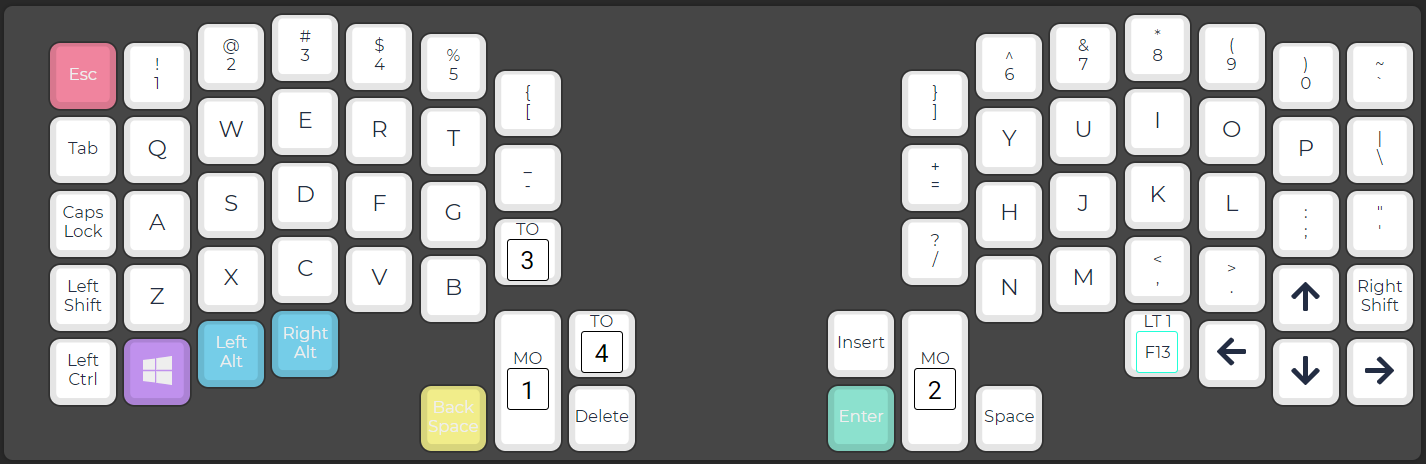 Esc
!
1
@
2
#
3
$
4
%
5
{
[
}
]
^
6
&
7
*
8
(
9
)
0
~
`
Tab
Q
W
E
R
T
_
-
+
=
Y
U
I
O
P
|
\
Caps
Lock
A
S
D
F
G
TO
3
?
/
H
J
K
L
:
;
"
'
Left
Shift
Z
X
C
V
B
N
M
<
,
>
.
Right
Shift
Left
Ctrl
Left
Alt
Right
Alt
MO
1
TO
4
Insert
MO
2
LT 1
F13
Back
Space
Delete
Enter
Space